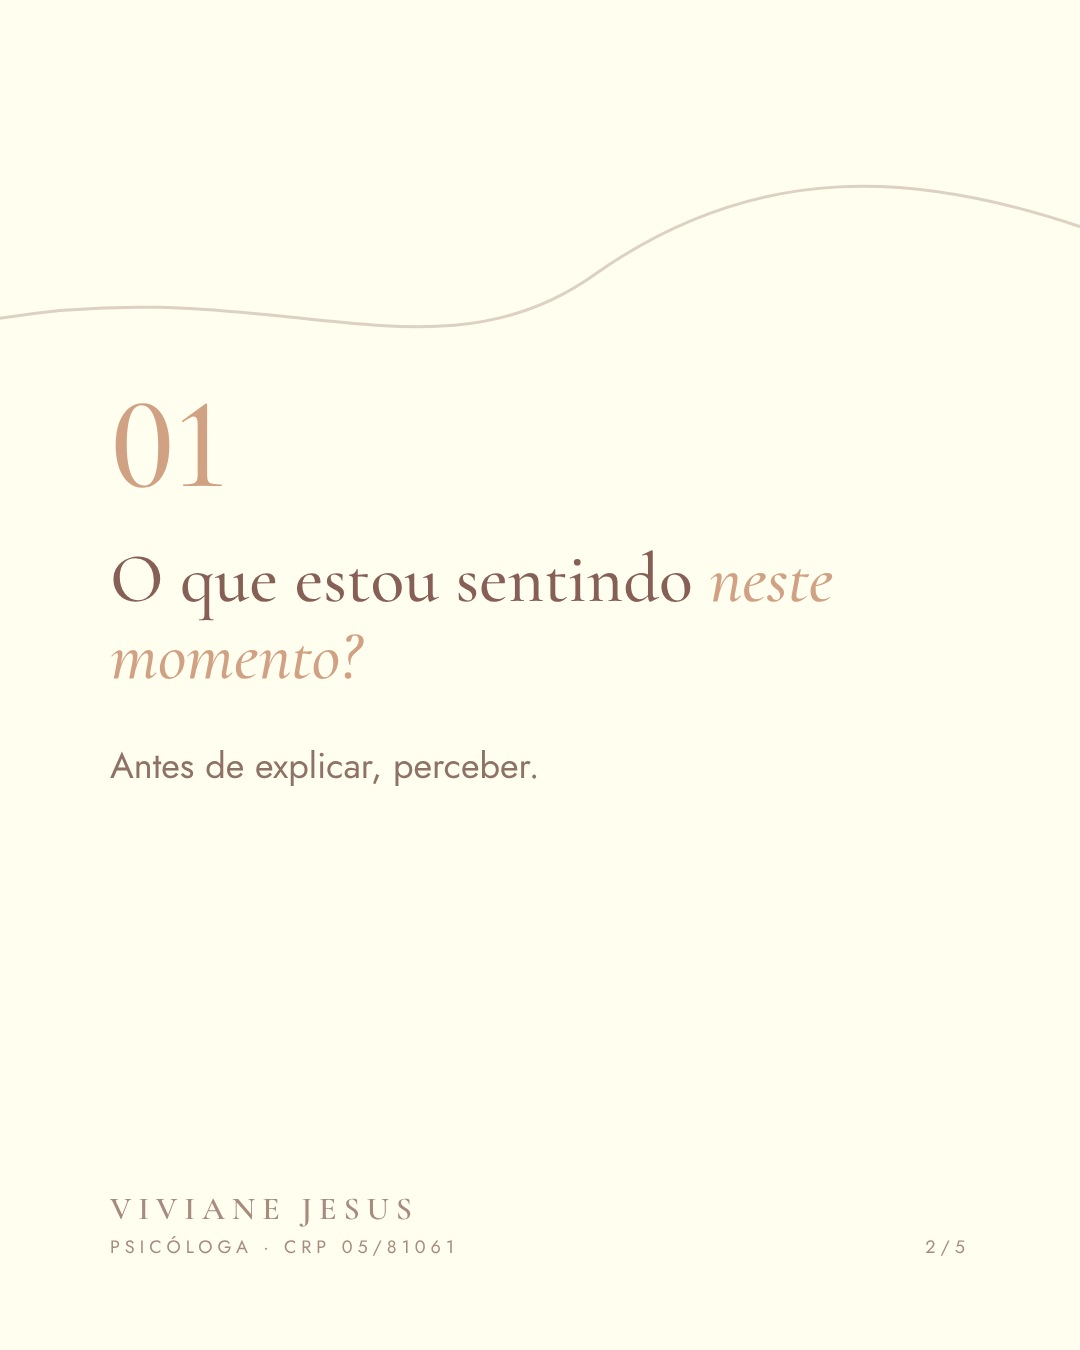 01
O que estou sentindo neste
momento?
Antes de explicar, perceber.
VIVIANE JESUS
PSICÓLOGA · CRP 05/81061
2/5